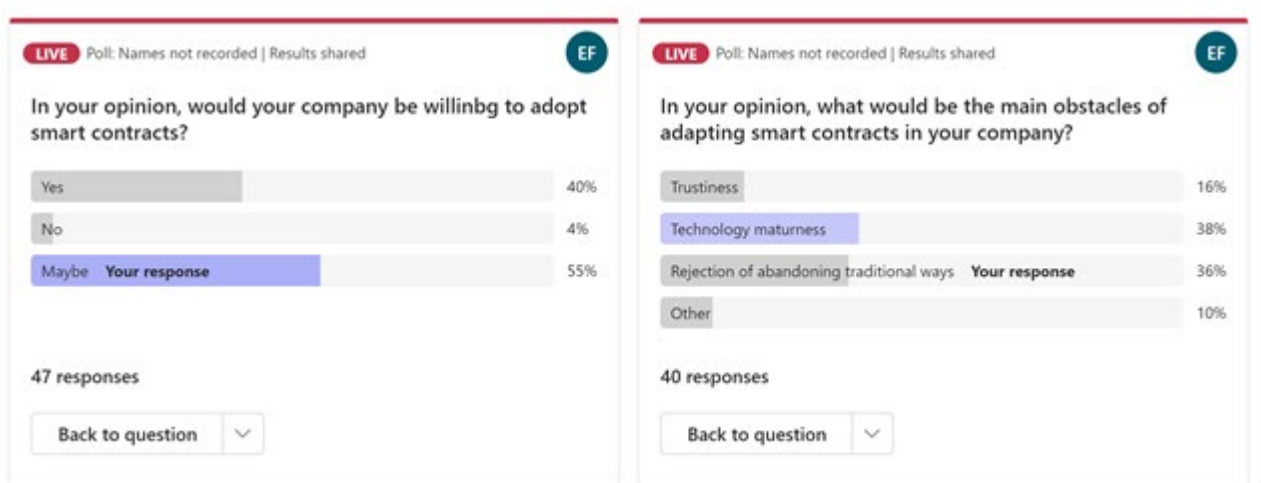 LIVE Poll: Names not recorded | Results shared
EF
In your opinion, would your company be willinbg to adopt
smart contracts?
Yes 40%
No 4%
Maybe Your response 55%
47 responses
Back to question
LIVE Poll: Names not recorded | Results shared
EF
In your opinion, what would be the main obstacles of
adapting smart contracts in your company?
Trustiness 16%
Technology maturness 38%
Rejection of abandoning traditional ways Your response 36%
Other 10%
40 responses
Back to question